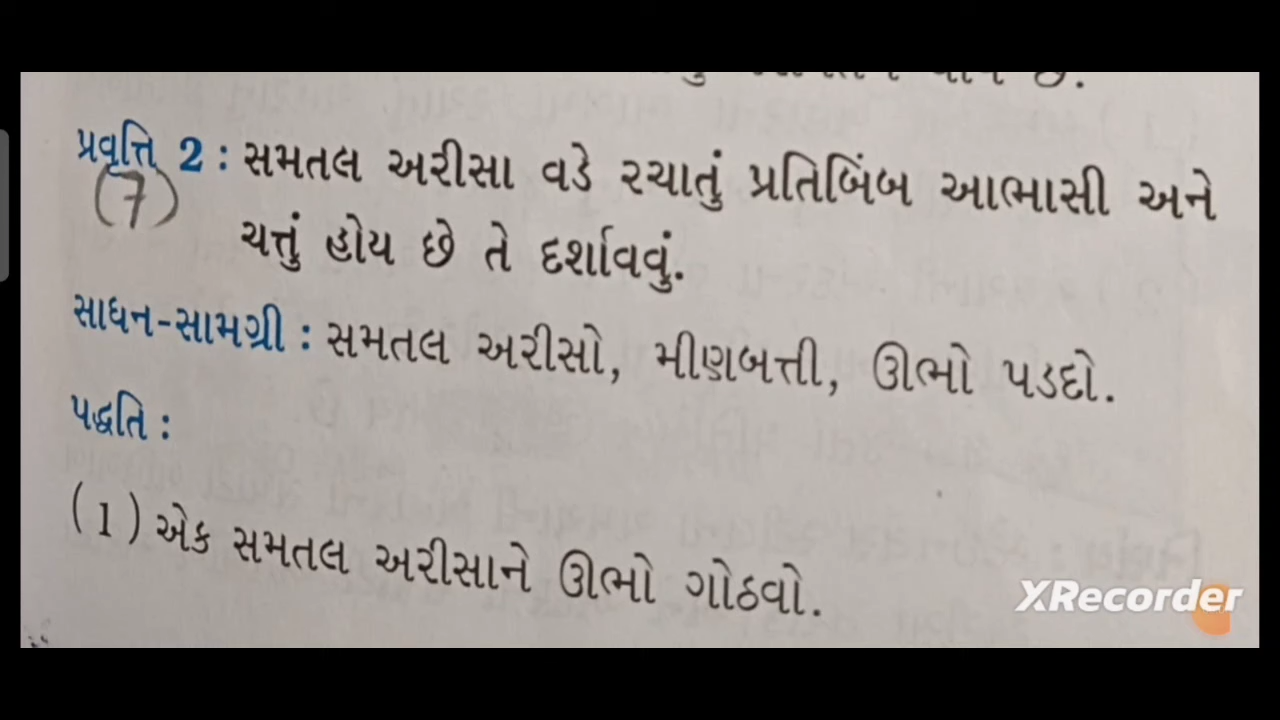 પ્રવૃત્તિ 2 : સમતલ અરીસા વડે રચાતું પ્રતિબિંબ આભાસી અને
(7)
ચત્તું હોય છે તે દર્શાવવું.
સાધન-સામગ્રી : સમતલ અરીસો, મીણબત્તી, ઊભો પડદો.
પદ્ધતિ :
(1) એક સમતલ અરીસાને ઊભો ગોઠવો.
XRecorder